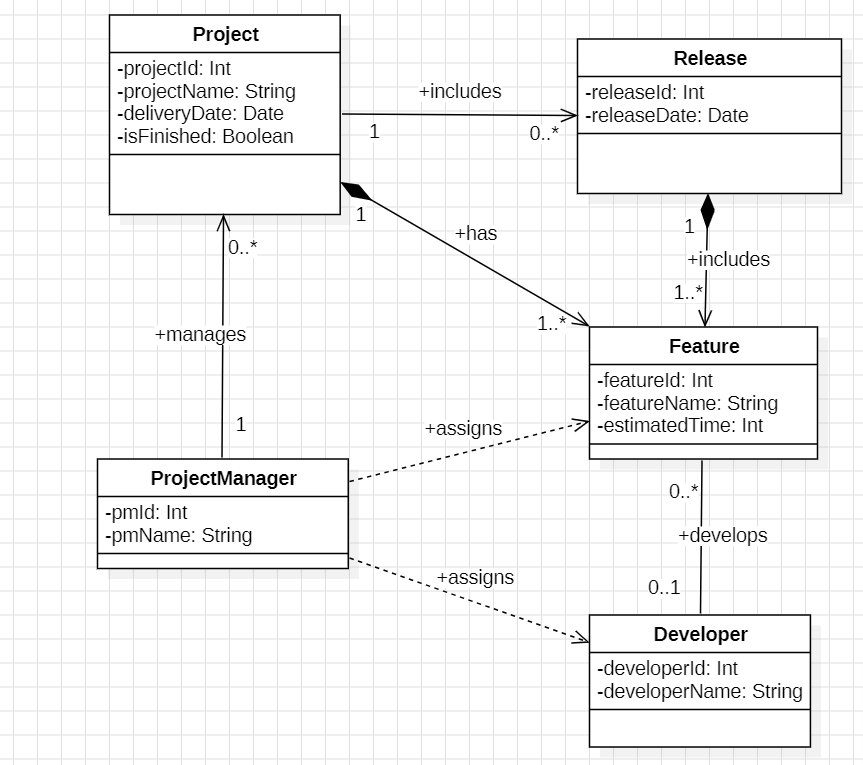 Project
-projectId: Int
-projectName: String
-deliveryDate: Date
-isFinished: Boolean
+includes
1
0..*
Release
-releaseId: Int
-releaseDate: Date
1
+has
1..*
1
+includes
1..*
0..*
+manages
1
Feature
-featureId: Int
-featureName: String
-estimatedTime: Int
+assigns
ProjectManager
-pmId: Int
-pmName: String
0..*
+develops
0..1
+assigns
Developer
-developerId: Int
-developerName: String